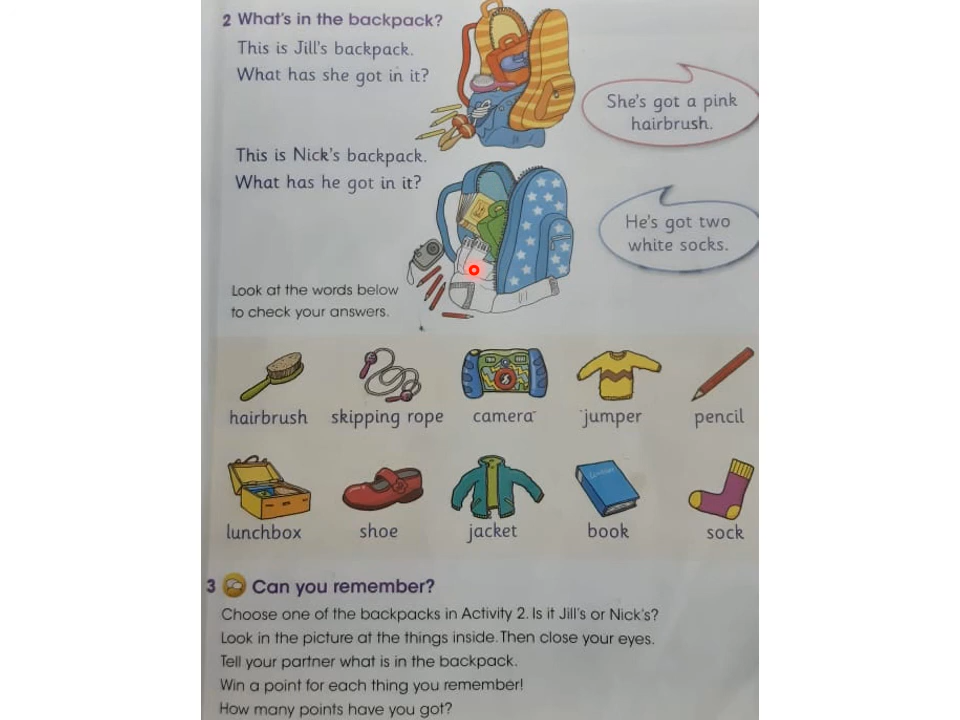 2 What's in the backpack?
This is Jill's backpack.
What has she got in it?
She's got a pink
hairbrush.
This is Nick's backpack.
What has he got in it?
He's got two
white socks.
Look at the words below
to check your answers.
hairbrush skipping rope camera jumper pencil
lunchbox shoe jacket book sock
3 Can you remember?
Choose one of the backpacks in Activity 2. Is it Jill's or Nick's?
Look in the picture at the things inside. Then close your eyes.
Tell your partner what is in the backpack.
Win a point for each thing you remember!
How many points have you got?